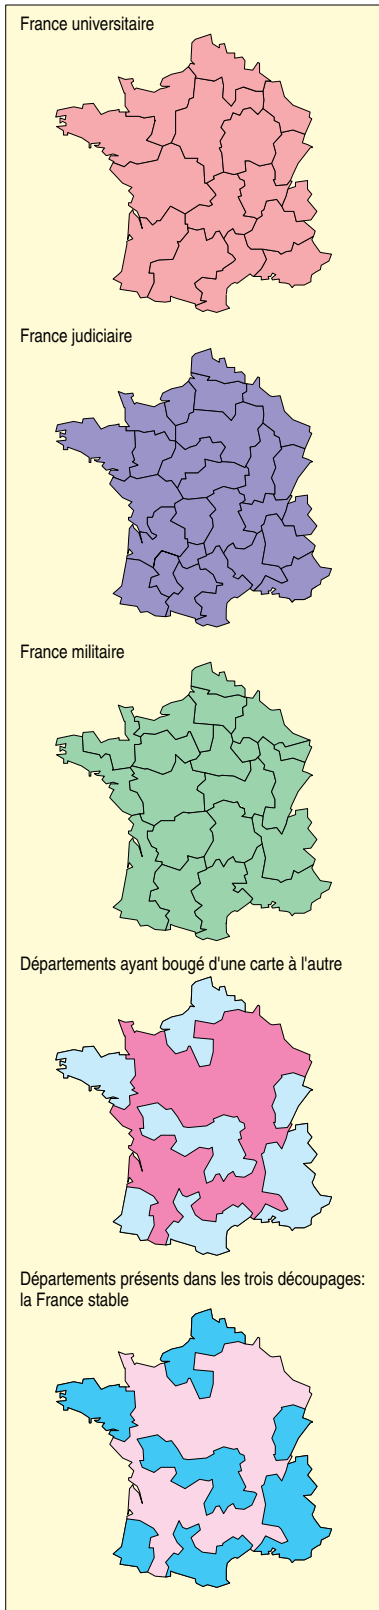 France universitaire
France judiciaire
France militaire
Départements ayant bougé d'une carte à l'autre
Départements présents dans les trois découpages:
la France stable